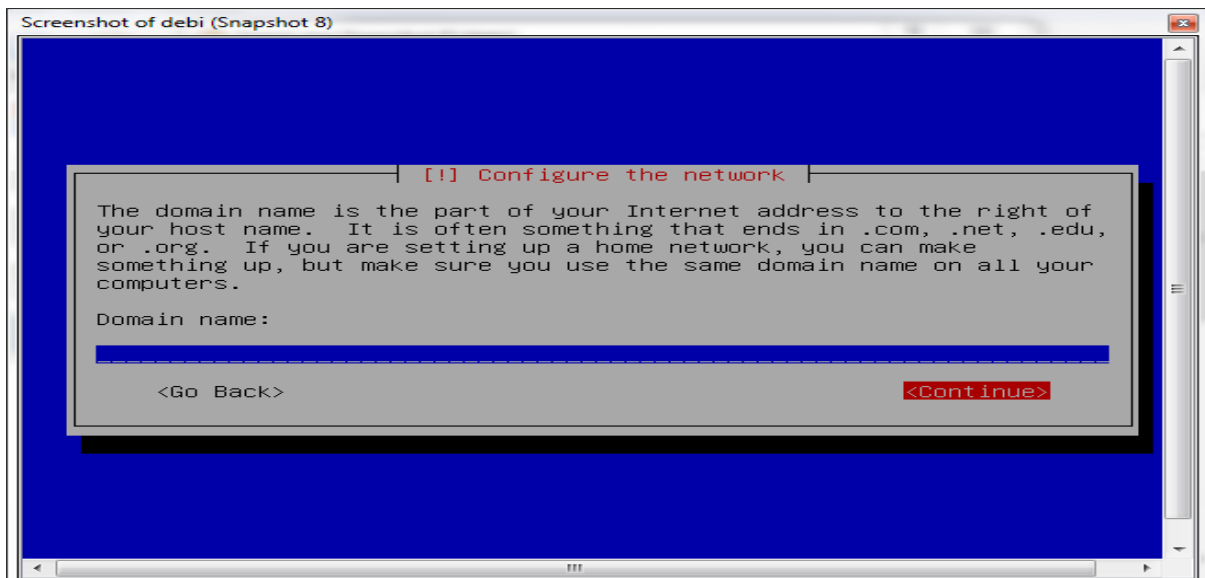 Screenshot of debi (Snapshot 8)
[!] Configure the network
The domain name is the part of your Internet address to the right of
your host name.  It is often something that ends in .com, .net, .edu,
or .org.  If you are setting up a home network, you can make
something up, but make sure you use the same domain name on all your
computers.
Domain name:
<Go Back> <Continue>